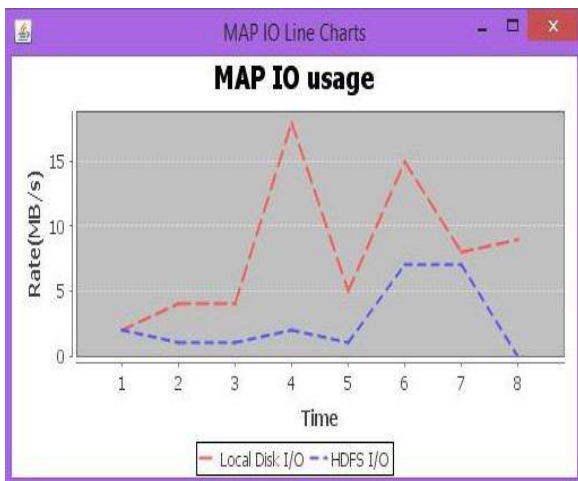 MAP IO Line Charts
MAP IO usage
Rate(MB/s)
15
10
5
0
1 2 3 4 5 6 7 8
Time
Local Disk I/O HDFS I/O